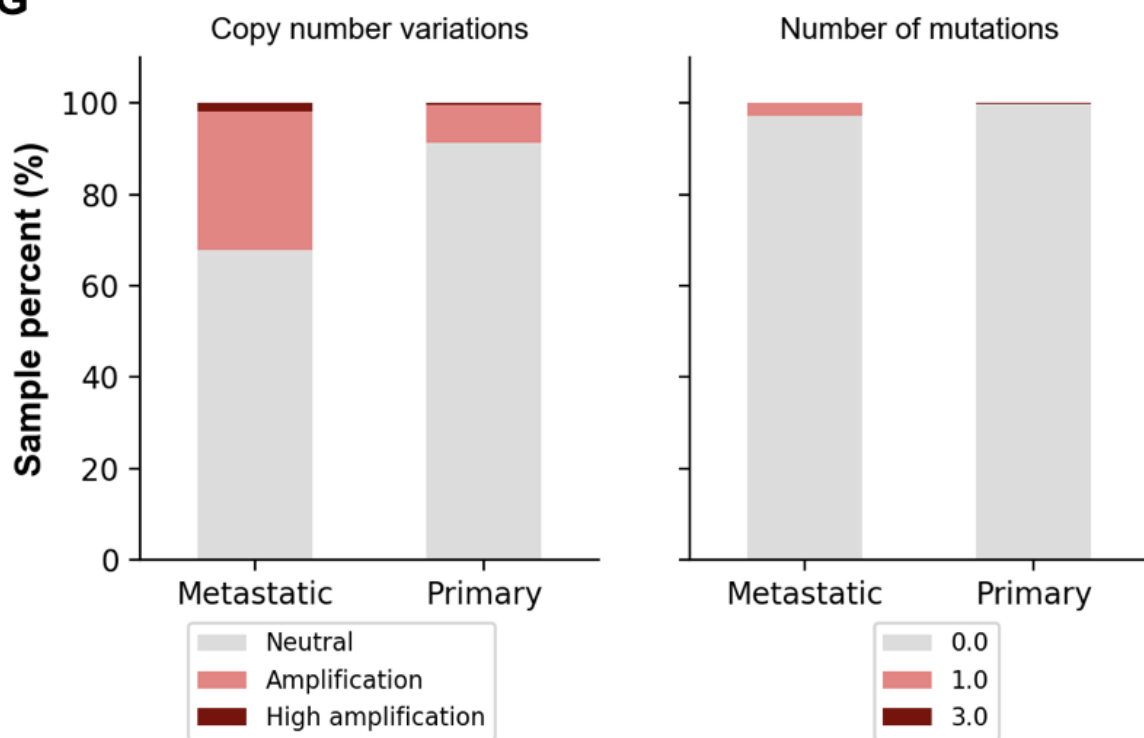 G
Copy number variations
Number of mutations
Sample percent (%)
100
80
60
40
20
0
Metastatic
Primary
Metastatic
Primary
Neutral
Amplification
High amplification
0.0
1.0
3.0